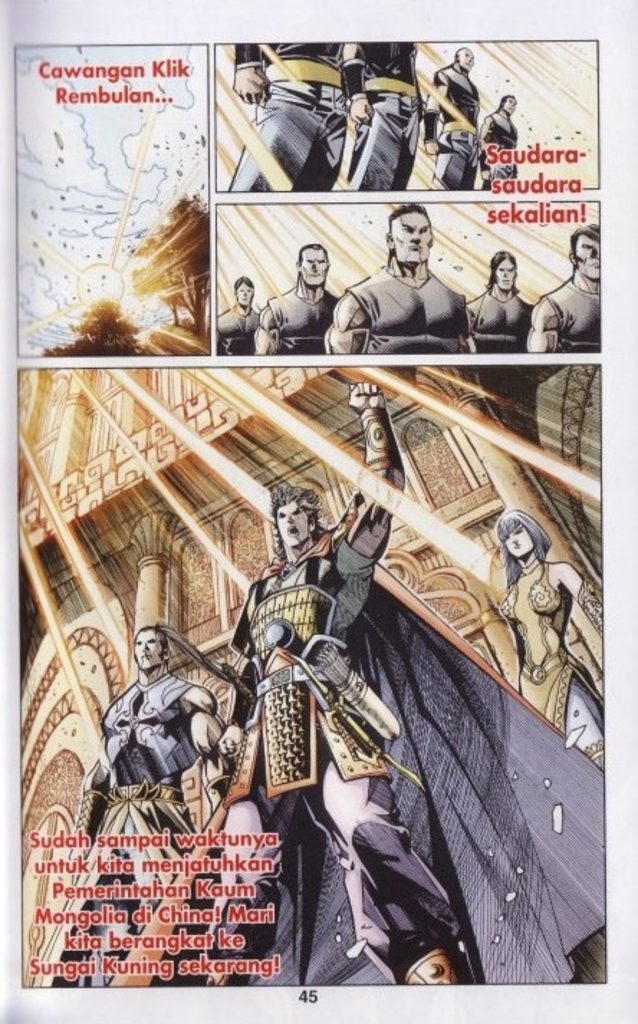 Cawangan Klik
Rembulan...
Saudara-
saudara
sekalian!
Sudah sampai waktunya
untuk kita menjatuhkan
Pemerintahan Kaum
Mongolia di China! Mari
kita berangkat ke
Sungai Kuning sekarang!
45